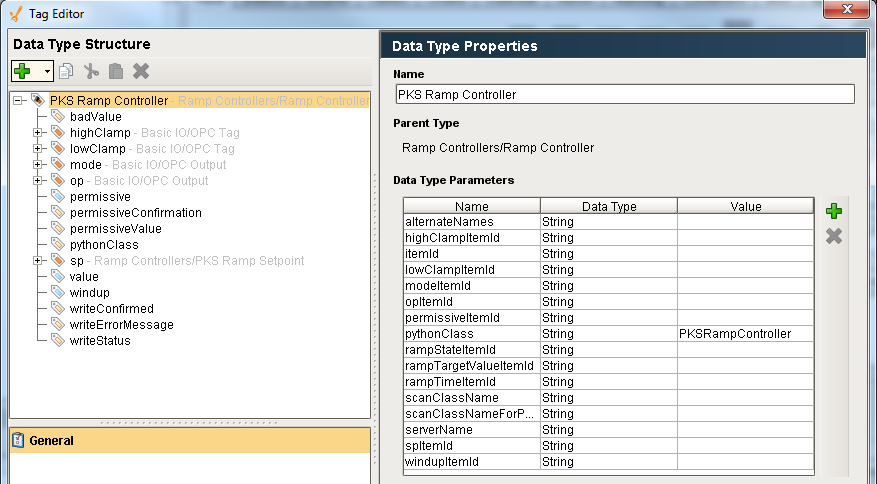 Tag Editor
Data Type Structure
PKS Ramp Controller - Ramp Controllers/Ramp Controller
badValue
highClamp - Basic IO/OPC Tag
lowClamp - Basic IO/OPC Tag
mode - Basic IO/OPC Output
op - Basic IO/OPC Output
permissive
permissiveConfirmation
permissiveValue
pythonClass
sp - Ramp Controllers/PKS Ramp Setpoint
value
windup
writeConfirmed
writeErrorMessage
writeStatus
General
Data Type Properties
Name
PKS Ramp Controller
Parent Type
Ramp Controllers/Ramp Controller
Data Type Parameters
Name Data Type Value
alternateNames String
highClampItemId String
itemId String
lowClampItemId String
modeItemId String
opItemId String
permissiveItemId String
pythonClass String PKSRampController
rampStateItemId String
rampTargetValueItemId String
rampTimeItemId String
scanClassName String
scanClassNameForP... String
serverName String
spItemId String
windupItemId String